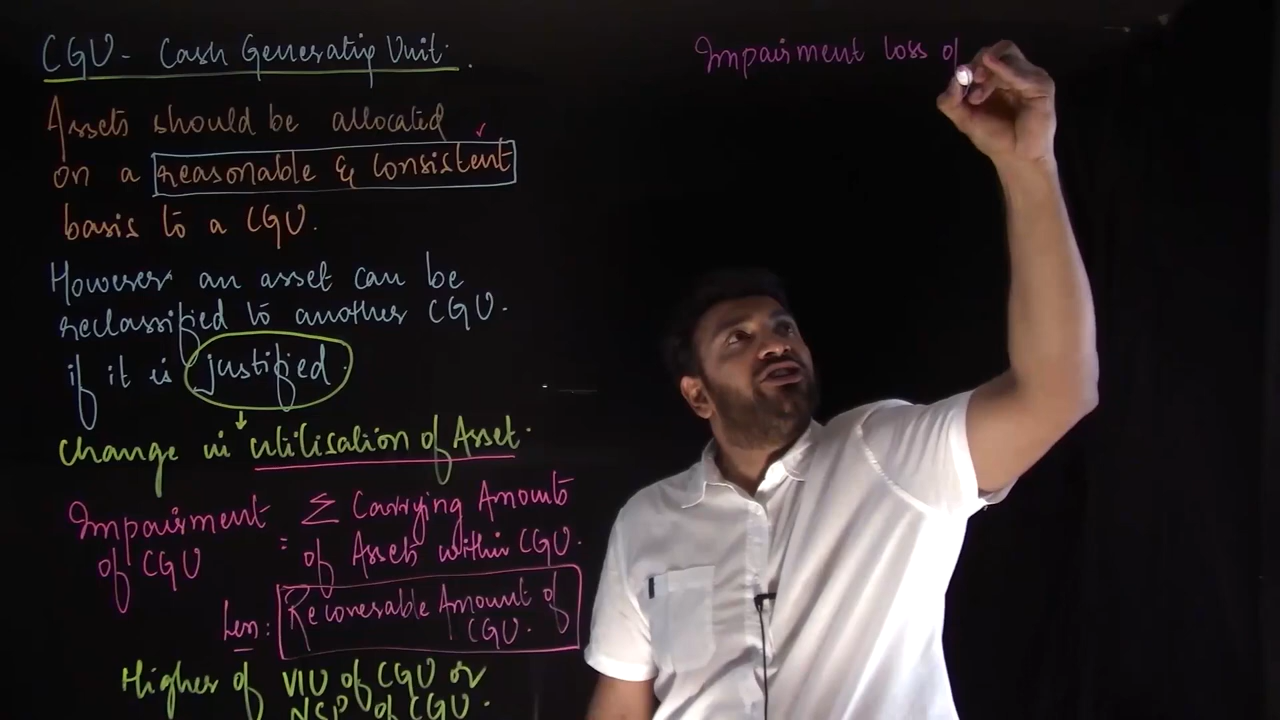 CGU - Cash Generatig Unit.
Assets should be allocated
on a reasonable & consistent
basis to a CGU.
However an asset can be
reclassified to another CGU.
if it is justified.
change in utilisation of Asset.
Impairment = Σ Carrying Amounts
of CGU of Assets within CGU.
Less: Recoverable Amount of
CGU.
Higher of VIU of CGU or
NSP of CGU.
Impairment loss of